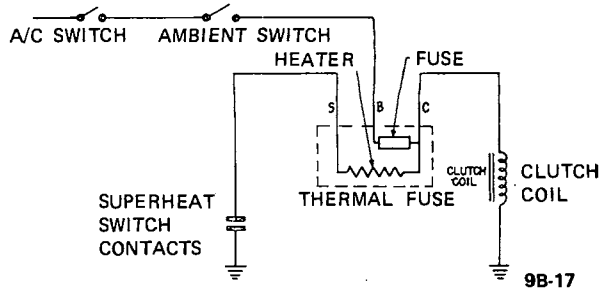 A/C SWITCH
AMBIENT SWITCH
HEATER
FUSE
S
B
C
CLUTCH
COIL
CLUTCH
COIL
THERMAL FUSE
SUPERHEAT
SWITCH
CONTACTS
9B-17